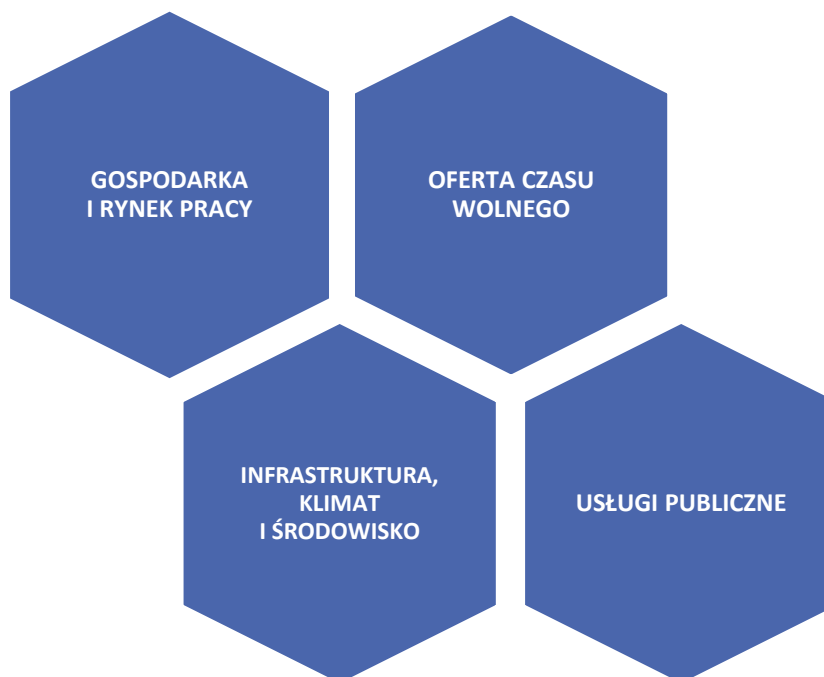 GOSPODARKA
I RYNEK PRACY
OFERTA CZASU
WOLNEGO
INFRASTRUKTURA,
KLIMAT
I ŚRODOWISKO
USŁUGI PUBLICZNE